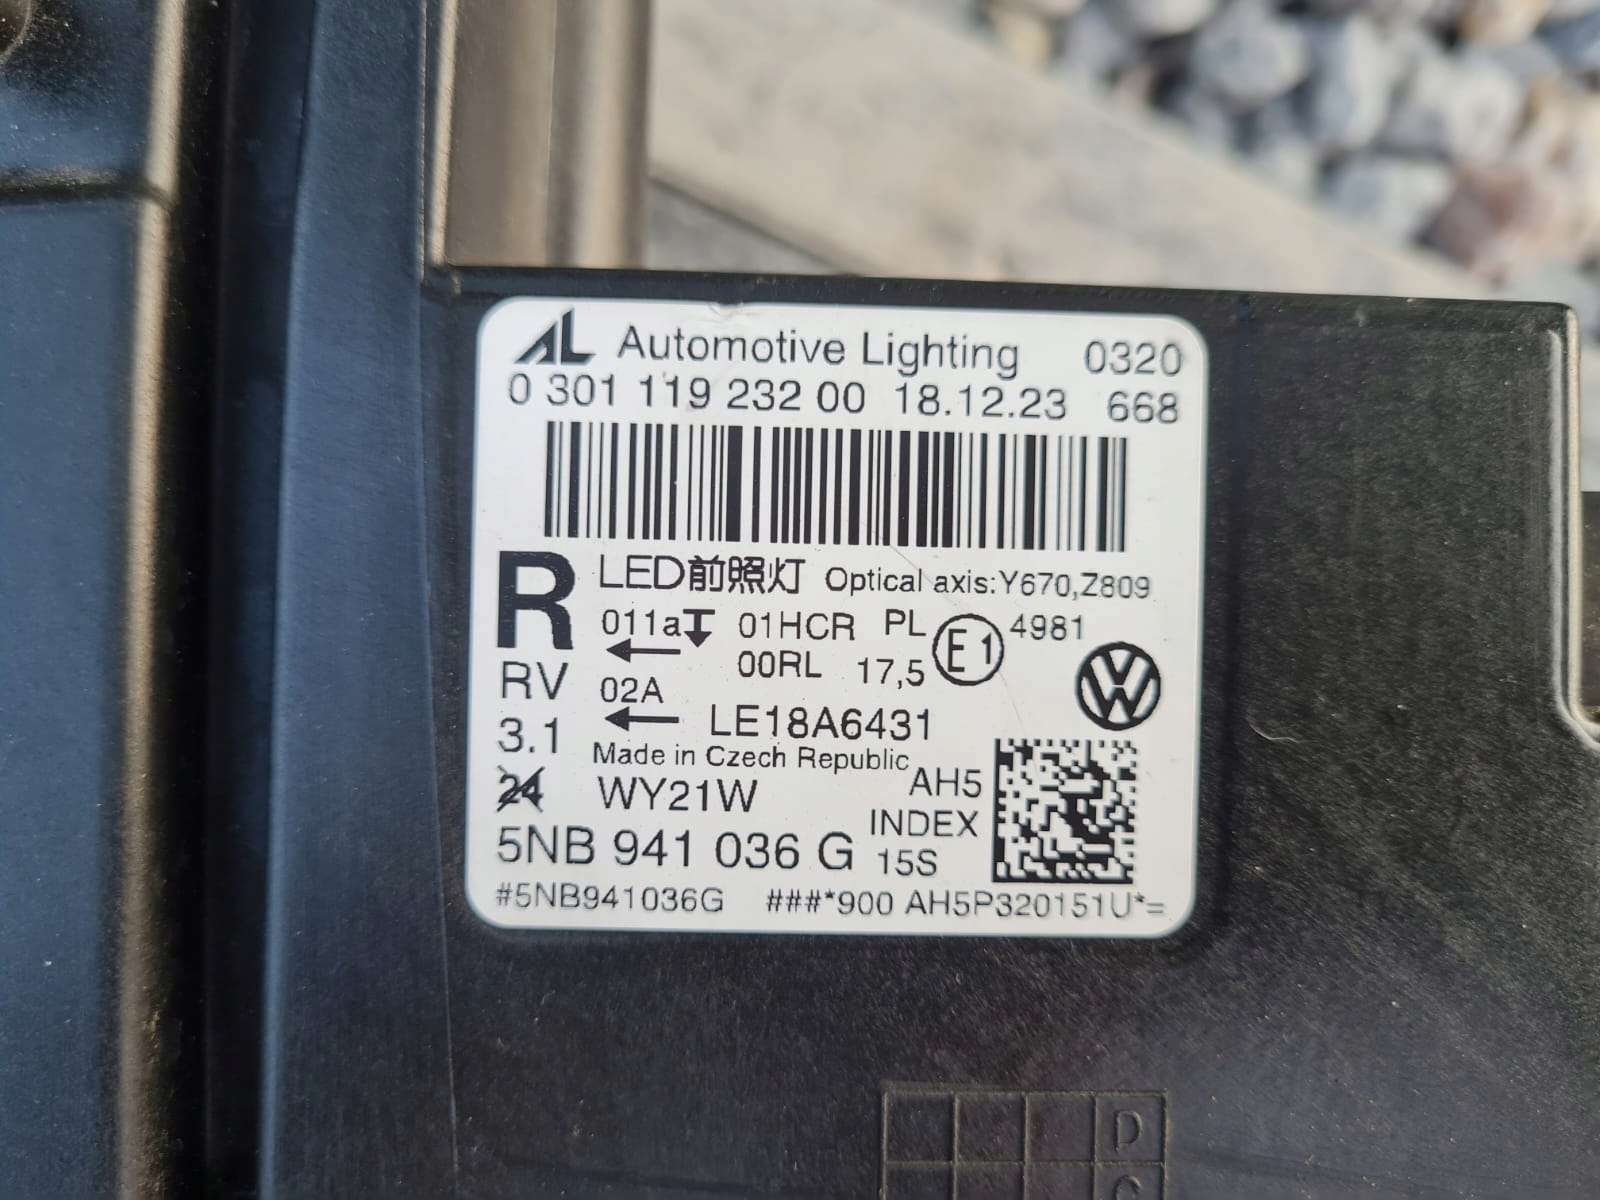 AL Automotive Lighting 0320
0 301 119 232 00 18.12.23 668
R LED前照灯 Optical axis:Y670,Z809
011a 01HCR PL E1 4981
00RL 17,5
RV 02A
3.1 LE18A6431
Made in Czech Republic
24 WY21W AH5
INDEX
5NB 941 036 G 15S
#5NB941036G ###*900 AH5P320151U*=
D
C